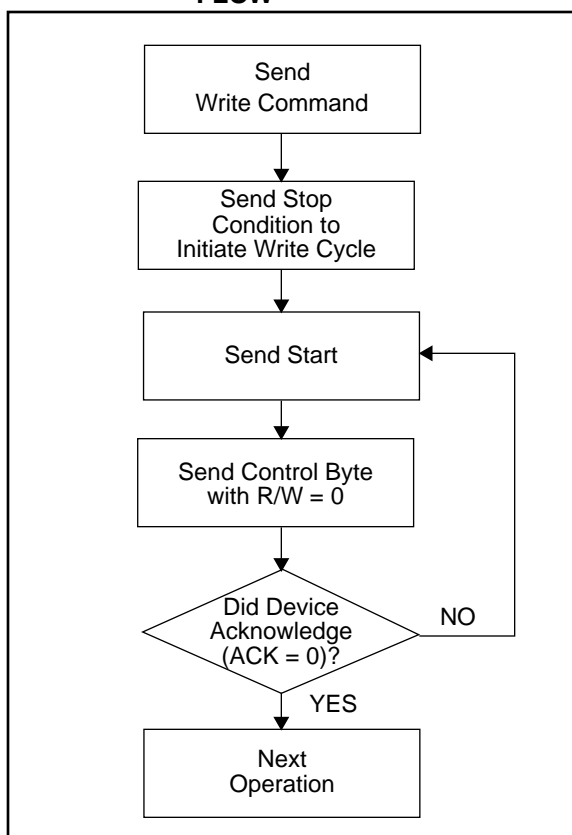 FLOW
Send
Write Command
Send Stop
Condition to
Initiate Write Cycle
Send Start
Send Control Byte
with R/W = 0
Did Device
Acknowledge
(ACK = 0)?
NO
YES
Next
Operation